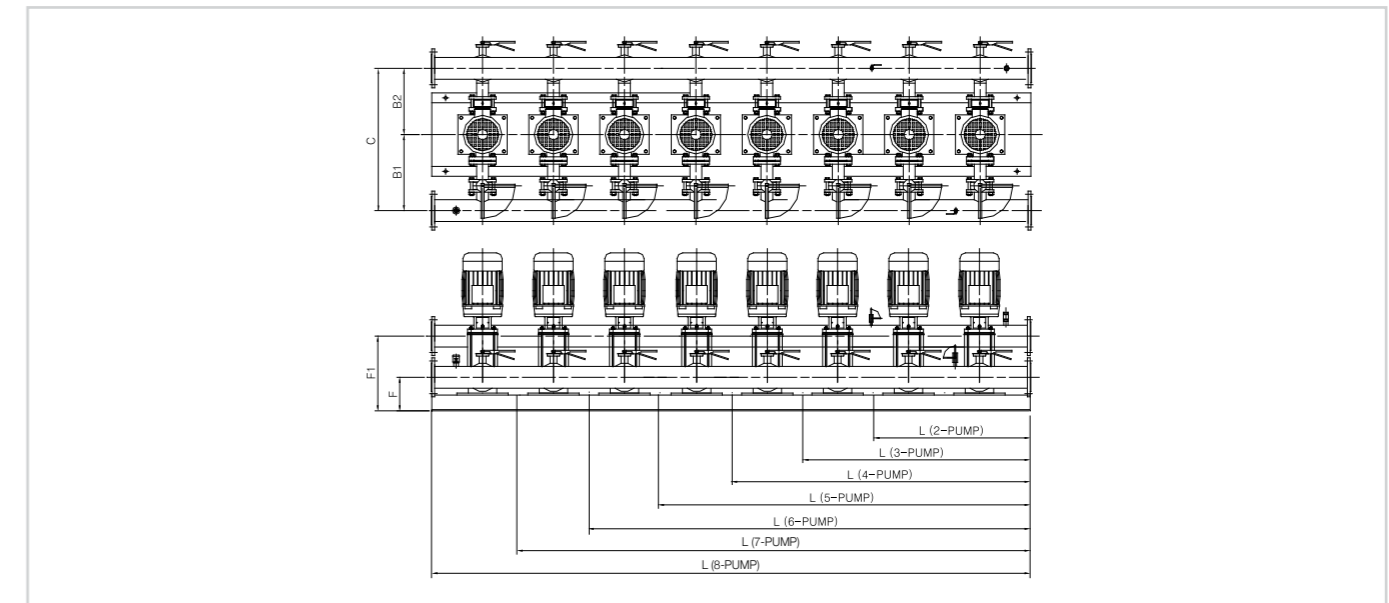 B2
C
B1
F1
F
L (2-PUMP)
L (3-PUMP)
L (4-PUMP)
L (5-PUMP)
L (6-PUMP)
L (7-PUMP)
L (8-PUMP)